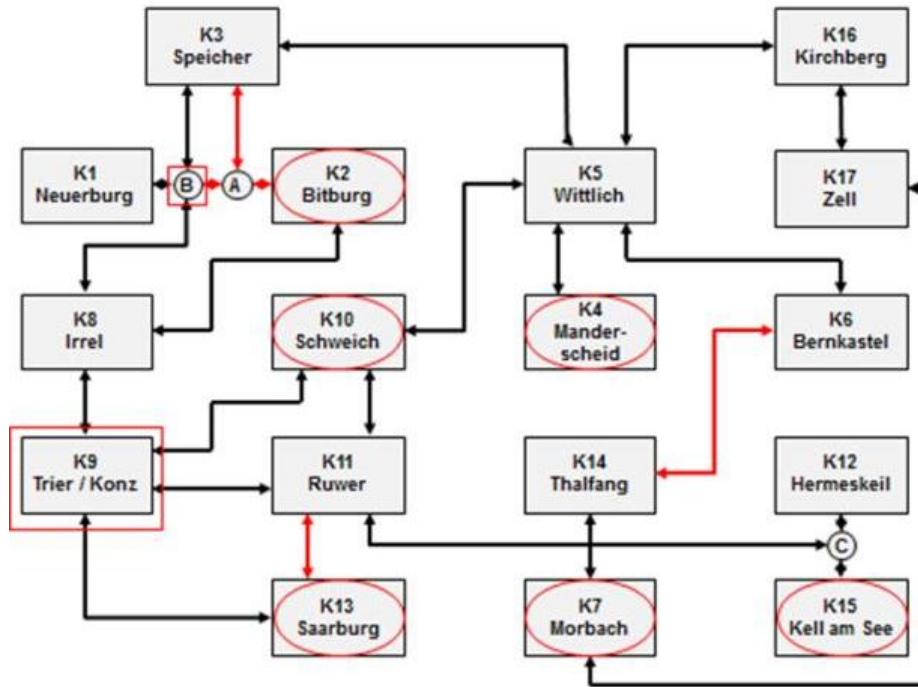 K3
Speicher
K16
Kirchberg
K1
Neuerburg
B
A
K2
Bitburg
K5
Wittlich
K17
Zell
K8
Irrel
K10
Schweich
K4
Mander-
scheid
K6
Bernkastel
K9
Trier / Konz
K11
Ruwer
K14
Thalfang
K12
Hermeskeil
C
K13
Saarburg
K7
Morbach
K15
Kell am See